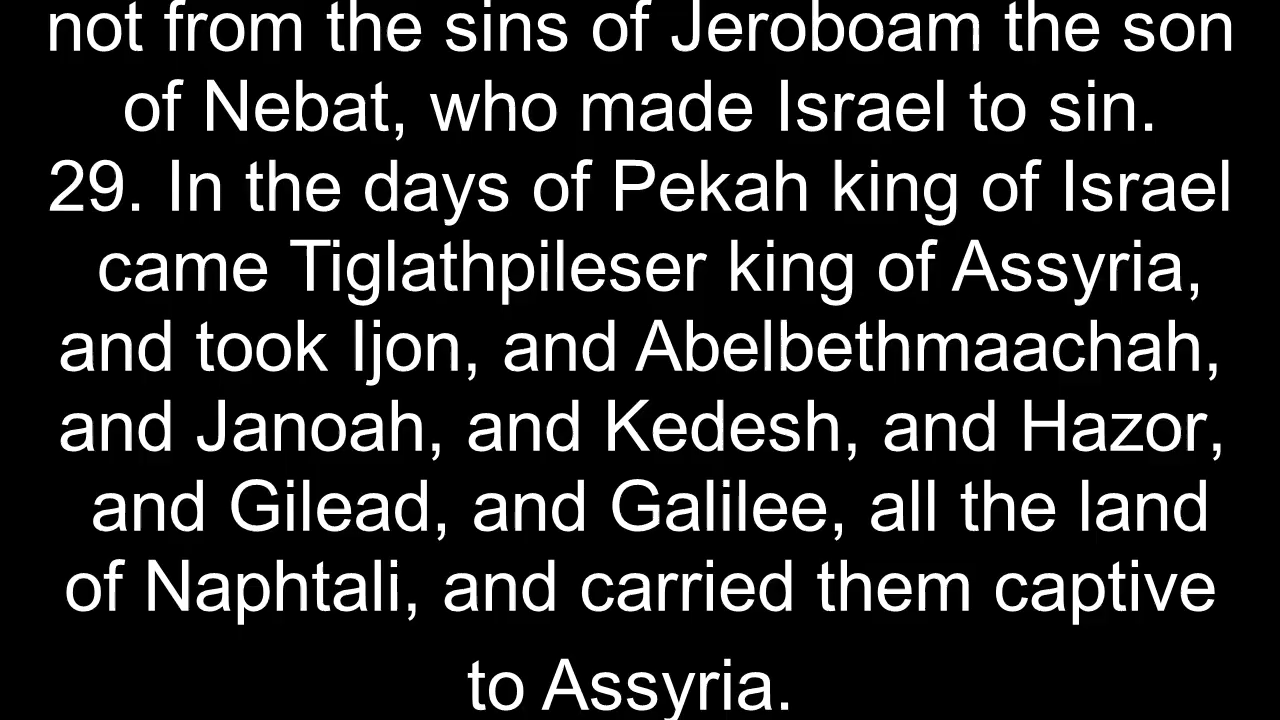 not from the sins of Jeroboam the son
of Nebat, who made Israel to sin.
29. In the days of Pekah king of Israel
came Tiglathpileser king of Assyria,
and took Ijon, and Abelbethmaachah,
and Janoah, and Kedesh, and Hazor,
and Gilead, and Galilee, all the land
of Naphtali, and carried them captive
to Assyria.